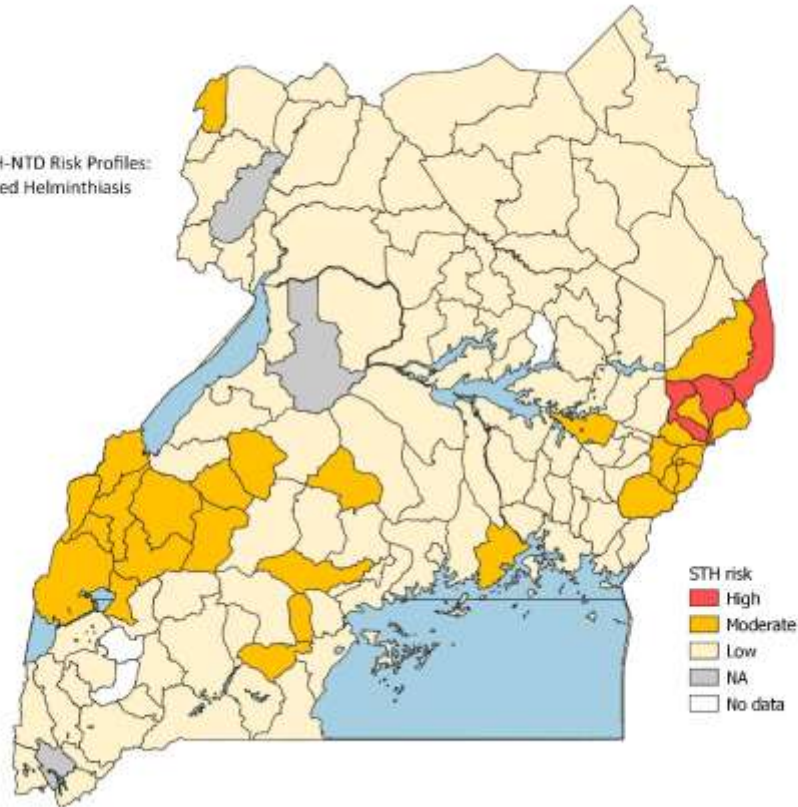 H-NTD Risk Profiles:
ed Helminthiasis
STH risk
High
Moderate
Low
NA
No data